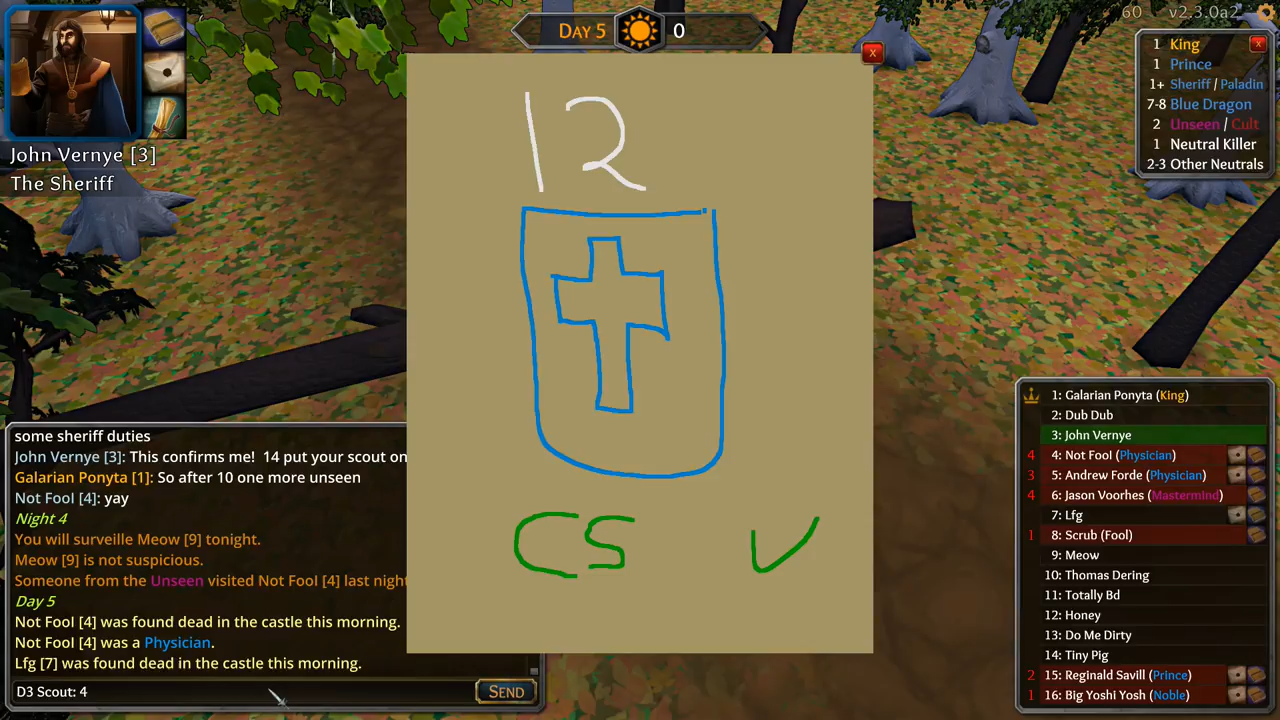 DAY 5 0
60 v2.3.0a2
John Vernye [3]
The Sheriff
x
12
CS V
1 King x
1 Prince
1+ Sheriff / Paladin
7-8 Blue Dragon
2 Unseen / Cult
1 Neutral Killer
2-3 Other Neutrals
some sheriff duties
John Vernye [3]: This confirms me! 14 put your scout on
Galarian Ponyta [1]: So after 10 one more unseen
Not Fool [4]: yay
Night 4
You will surveille Meow [9] tonight.
Meow [9] is not suspicious.
Someone from the Unseen visited Not Fool [4] last night
Day 5
Not Fool [4] was found dead in the castle this morning.
Not Fool [4] was a Physician.
Lfg [7] was found dead in the castle this morning.
D3 Scout: 4 SEND
1: Galarian Ponyta (King)
2: Dub Dub
3: John Vernye
4 4: Not Fool (Physician)
3 5: Andrew Forde (Physician)
4 6: Jason Voorhes (Mastermind)
7: Lfg
1 8: Scrub (Fool)
9: Meow
10: Thomas Dering
11: Totally Bd
12: Honey
13: Do Me Dirty
14: Tiny Pig
2 15: Reginald Savill (Prince)
1 16: Big Yoshi Yosh (Noble)